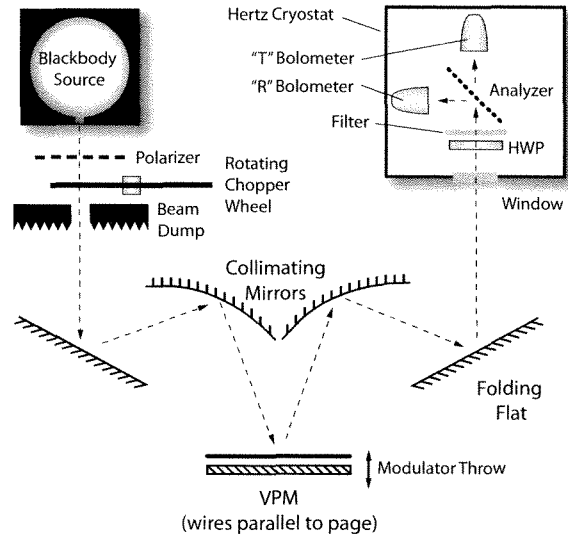 Hertz Cryostat
Blackbody
Source
“T” Bolometer
“R” Bolometer
Analyzer
Filter
HWP
Polarizer
Rotating
Chopper
Wheel
Window
Beam
Dump
Collimating
Mirrors
Folding
Flat
Modulator Throw
VPM
(wires parallel to page)